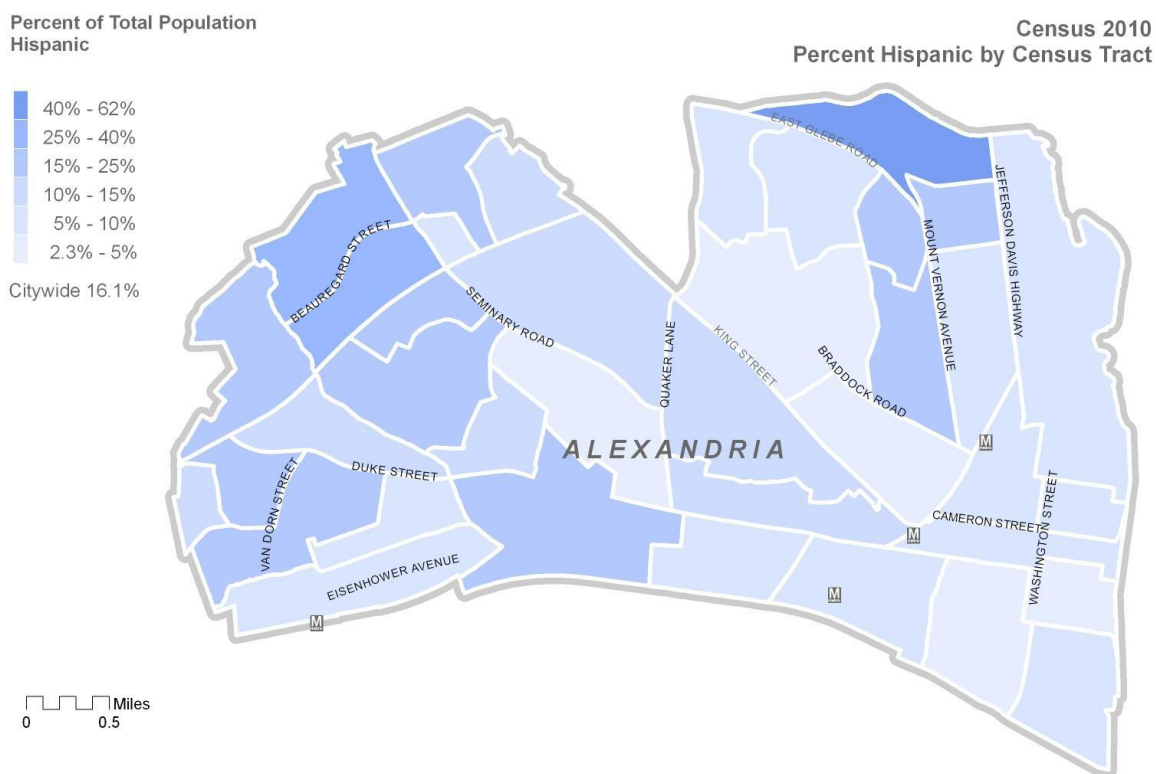 Percent of Total Population
Hispanic
Census 2010
Percent Hispanic by Census Tract
40% - 62%
25% - 40%
15% - 25%
10% - 15%
5% - 10%
2.3% - 5%
Citywide 16.1%
EAST GLEBE ROAD
JEFFERSON DAVIS HIGHWAY
BEAUREGARD STREET
MOUNT VERNON AVENUE
SEMINARY ROAD
QUAKER LANE
KING STREET
BRADDOCK ROAD
ALEXANDRIA
M
DUKE STREET
VAN DORN STREET
CAMERON STREET
WASHINGTON STREET
M
EISENHOWER AVENUE
M
M
Miles
0 0.5